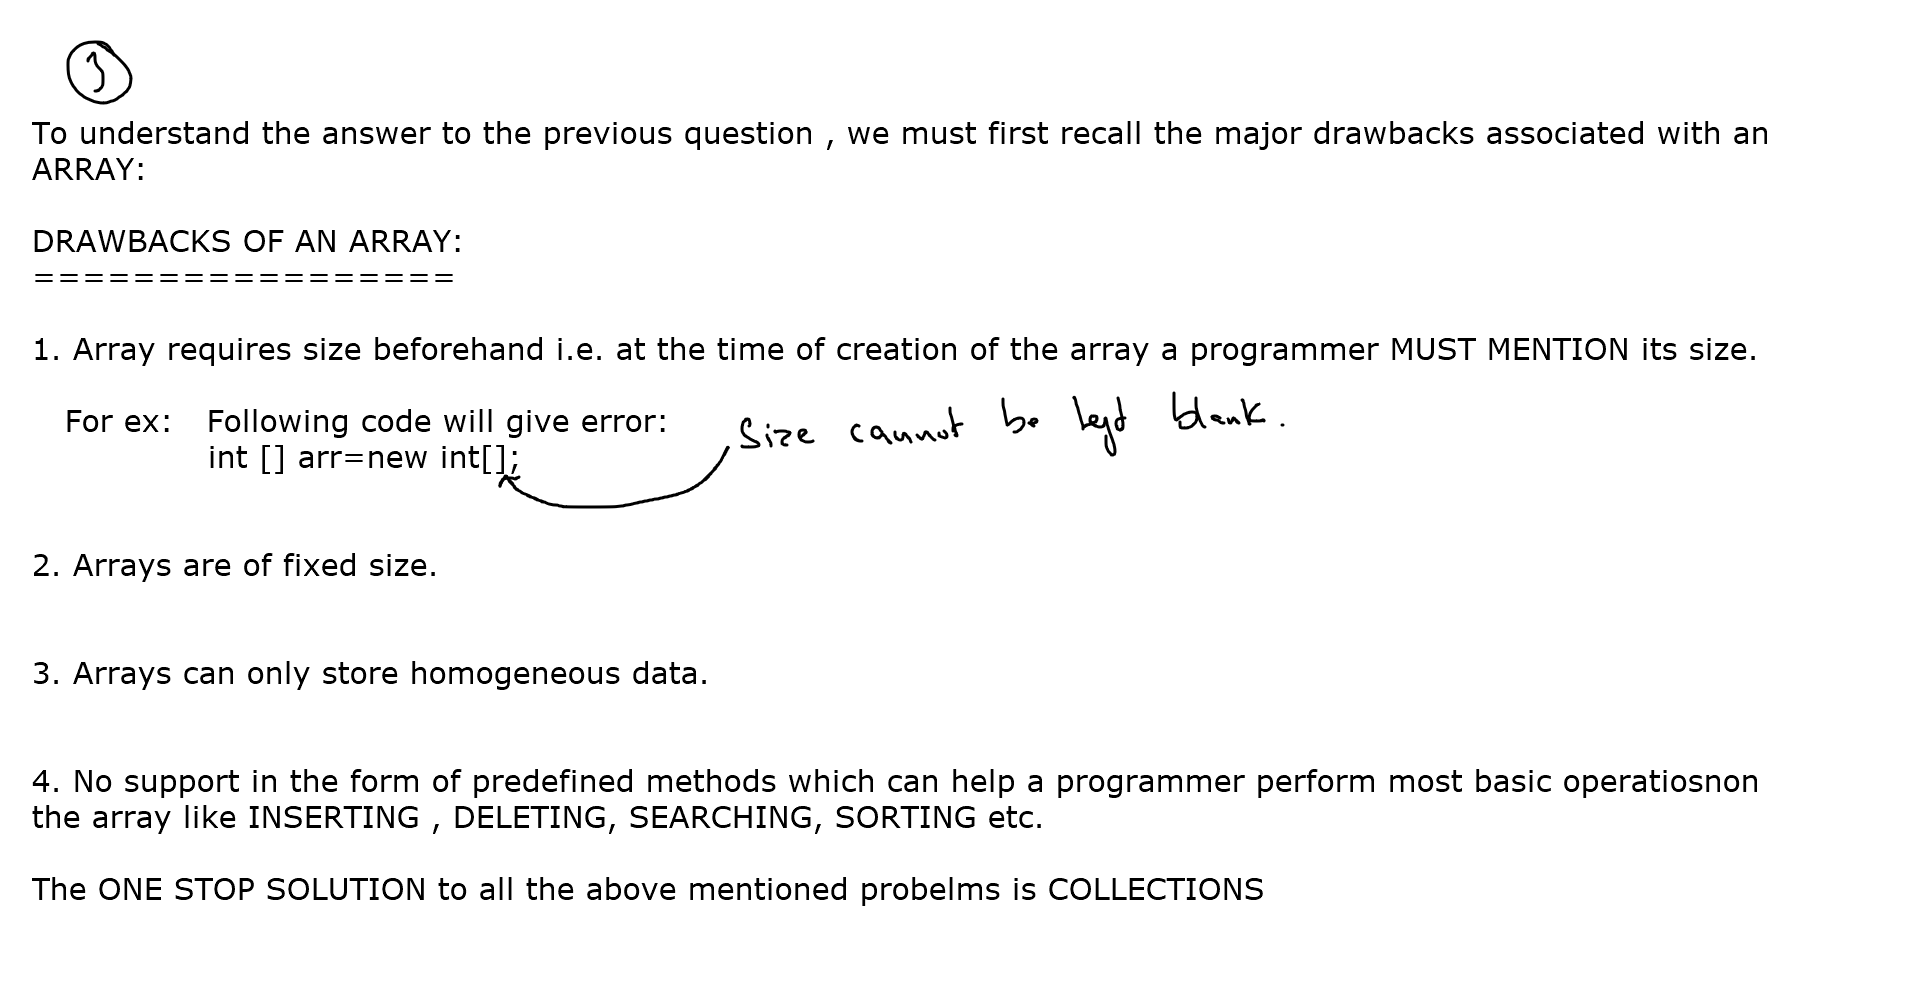 To understand the answer to the previous question , we must first recall the major drawbacks associated with an
ARRAY:
DRAWBACKS OF AN ARRAY:
=================
1. Array requires size beforehand i.e. at the time of creation of the array a programmer MUST MENTION its size.
For ex: Following code will give error:
Size cannot be kept blank.
int [] arr=new int[];
2. Arrays are of fixed size.
3. Arrays can only store homogeneous data.
4. No support in the form of predefined methods which can help a programmer perform most basic operatiosnon
the array like INSERTING , DELETING, SEARCHING, SORTING etc.
The ONE STOP SOLUTION to all the above mentioned probelms is COLLECTIONS